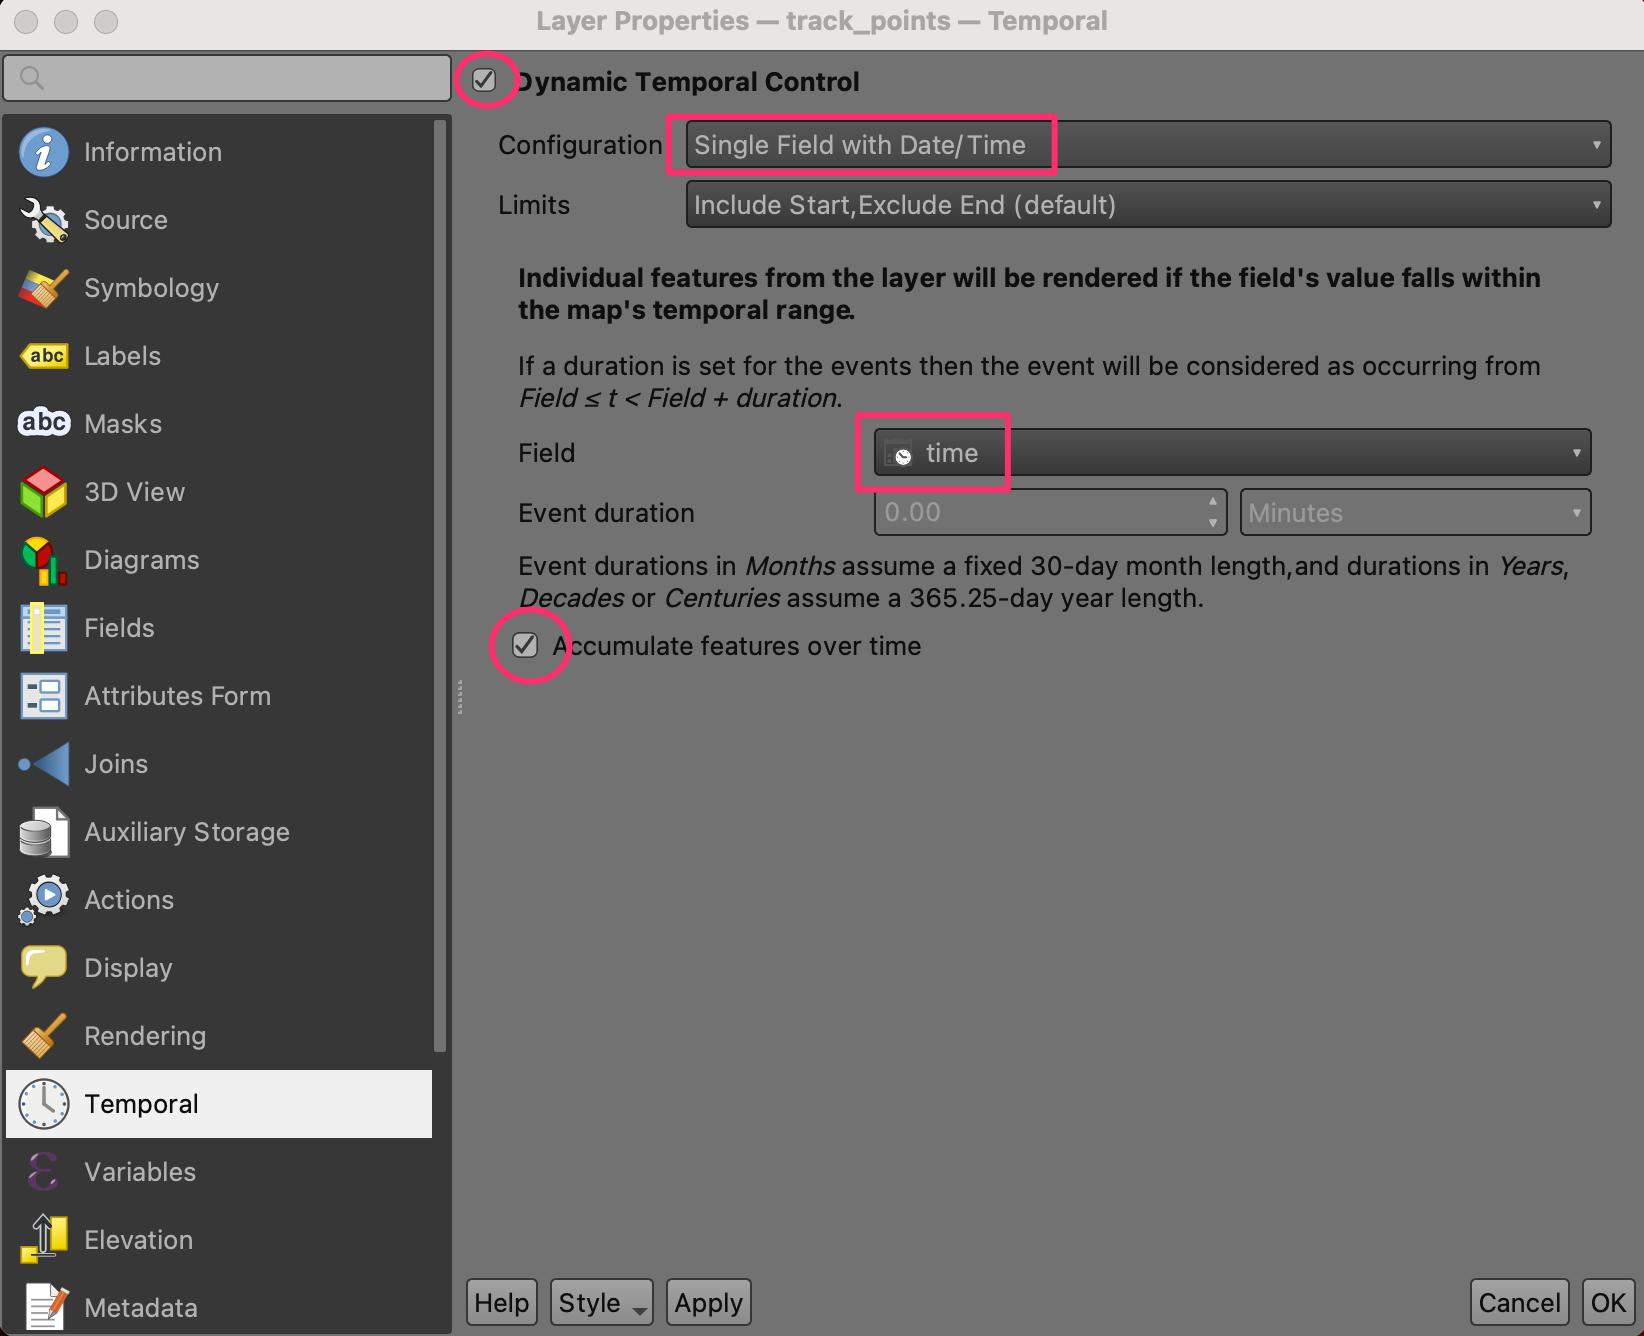 Layer Properties — track_points — Temporal
Dynamic Temporal Control
Configuration
Single Field with Date/Time
Limits
Include Start,Exclude End (default)
Individual features from the layer will be rendered if the field's value falls within
the map's temporal range.
If a duration is set for the events then the event will be considered as occurring from
Field ≤ t < Field + duration.
Field
time
Event duration
0.00
Minutes
Event durations in Months assume a fixed 30-day month length,and durations in Years,
Decades or Centuries assume a 365.25-day year length.
Accumulate features over time
Information
Source
Symbology
abc
Labels
abc
Masks
3D View
Diagrams
Fields
Attributes Form
Joins
Auxiliary Storage
Actions
Display
Rendering
Temporal
Variables
Elevation
Metadata
Help
Style
Apply
Cancel
OK